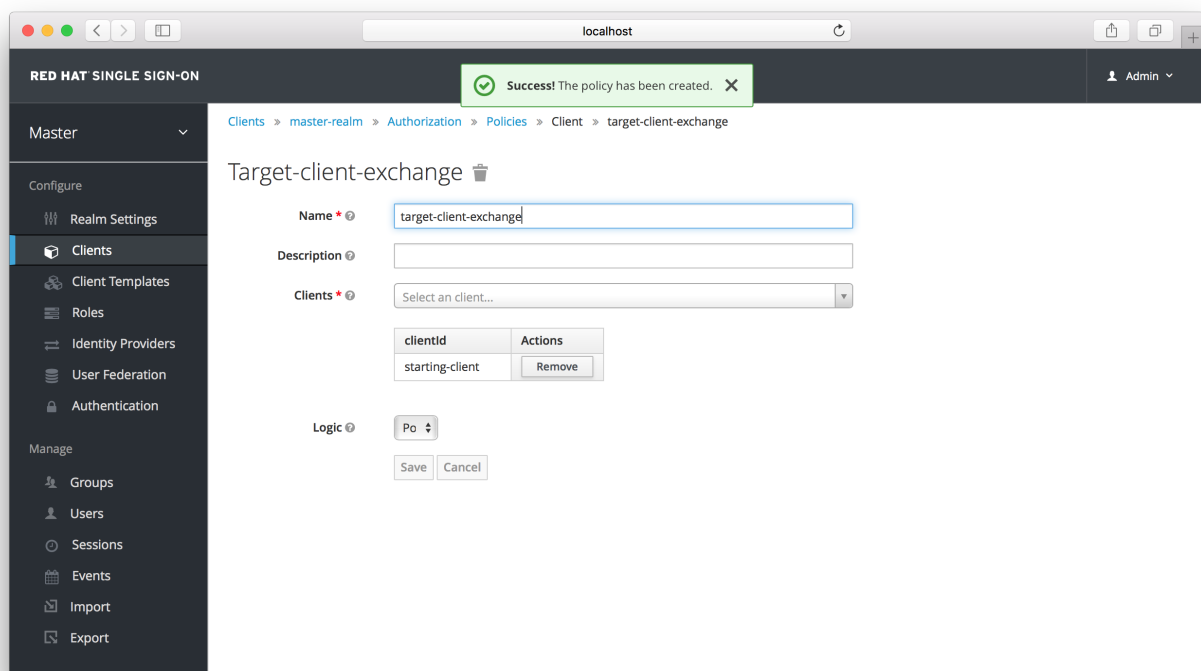 localhost
RED HAT SINGLE SIGN-ON
Success! The policy has been created.
Admin
Master
Configure
Realm Settings
Clients
Client Templates
Roles
Identity Providers
User Federation
Authentication
Manage
Groups
Users
Sessions
Events
Import
Export
Clients » master-realm » Authorization » Policies » Client » target-client-exchange
Target-client-exchange
Name * target-client-exchange
Description
Clients * Select an client...
clientId Actions
starting-client Remove
Logic Po
Save Cancel